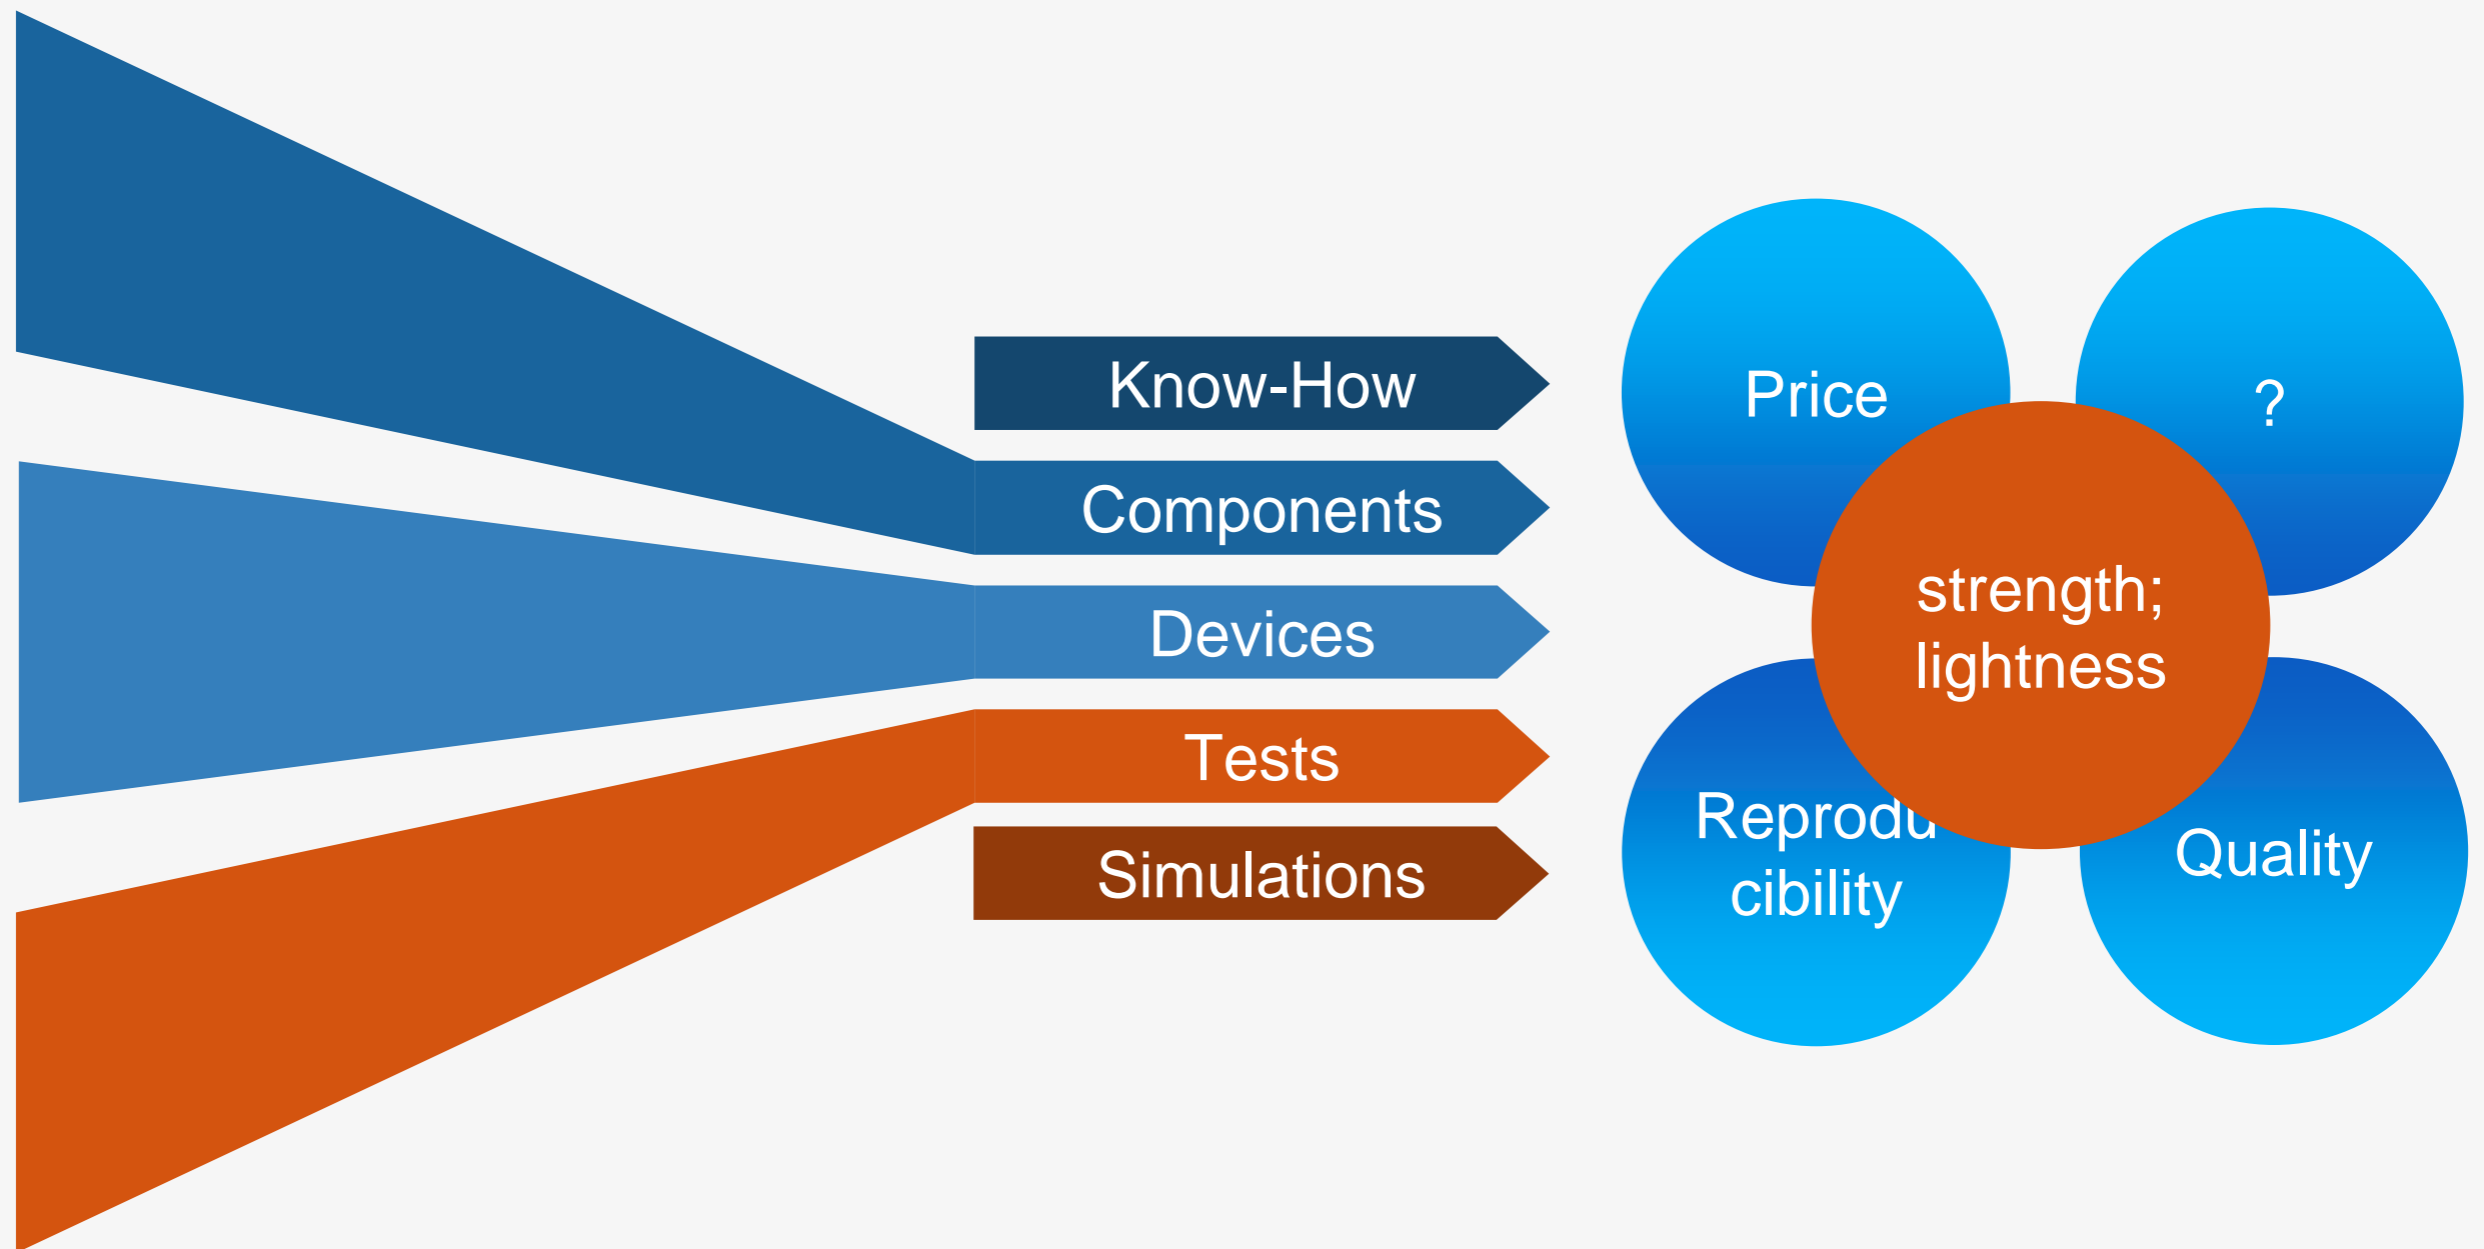 Know-How
Components
Devices
Tests
Simulations
Price
?
strength;
lightness
Reprodu
cibility
Quality